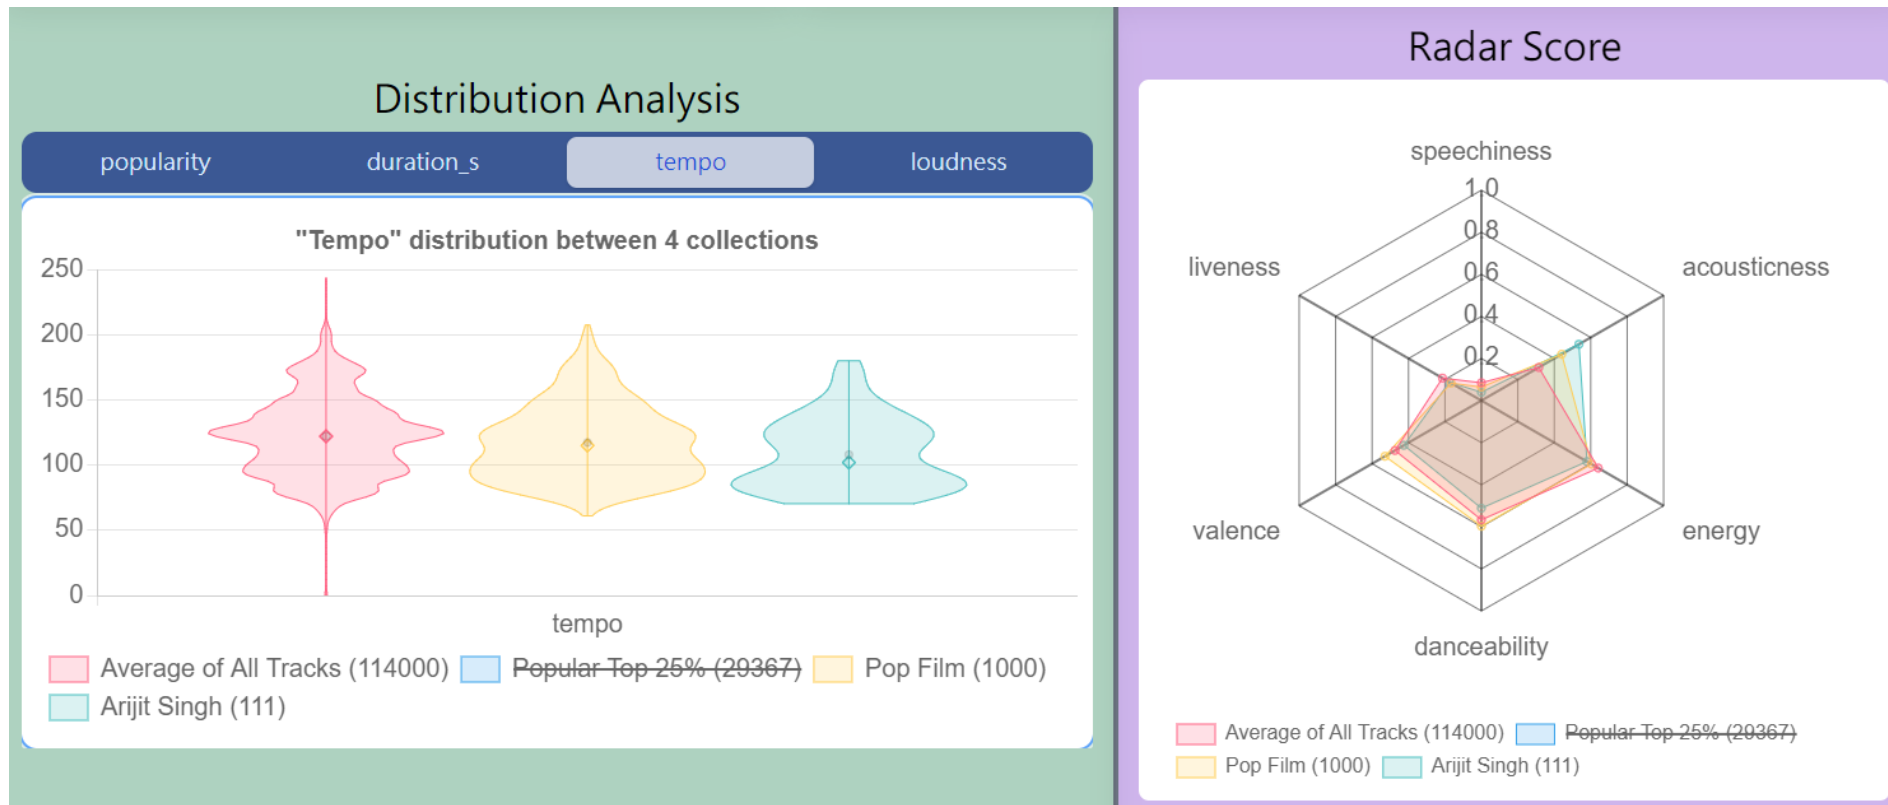 Distribution Analysis
popularity duration_s tempo loudness
"Tempo" distribution between 4 collections
250
200
150
100
50
0
tempo
Average of All Tracks (114000) Popular Top 25% (29367) Pop Film (1000)
Arijit Singh (111)
Radar Score
speechiness
1.0
0.8
0.6
0.4
0.2
liveness acousticness
valence energy
danceability
Average of All Tracks (114000) Popular Top 25% (29367)
Pop Film (1000) Arijit Singh (111)